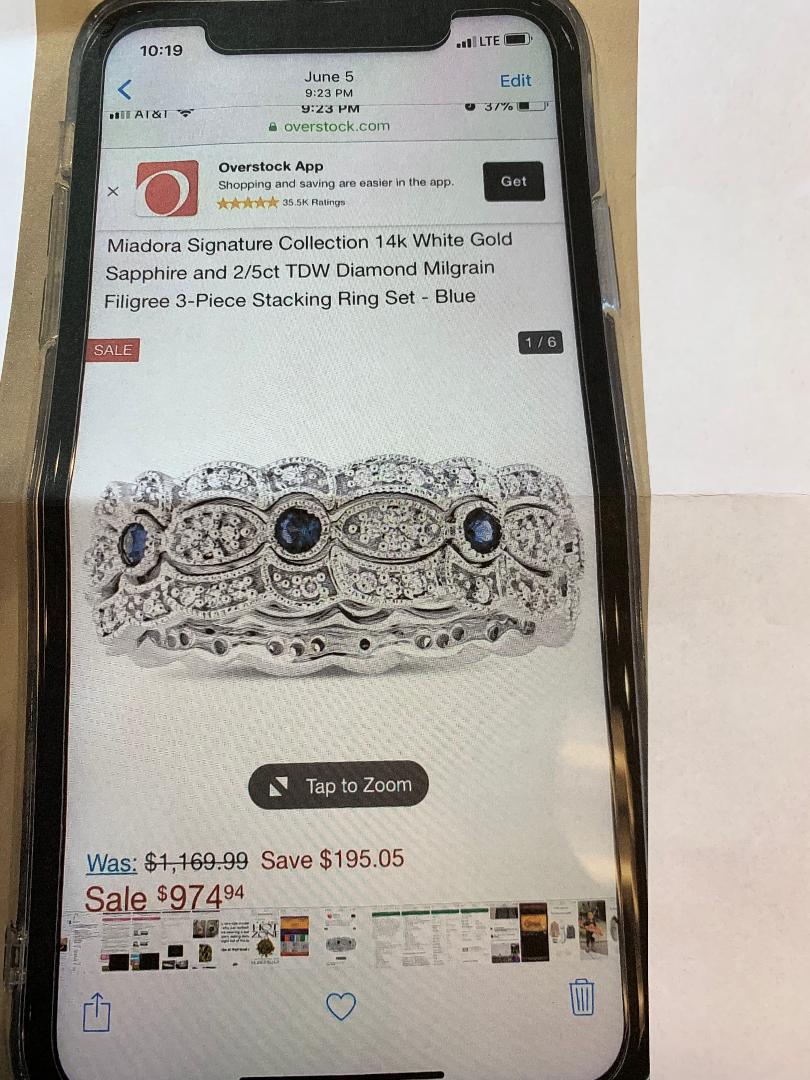 10:19
LTE
June 5
9:23 PM
Edit
AT&T
9:23 PM
37%
overstock.com
Overstock App
Shopping and saving are easier in the app.
35.5K Ratings
Get
Miadora Signature Collection 14k White Gold
Sapphire and 2/5ct TDW Diamond Milgrain
Filigree 3-Piece Stacking Ring Set - Blue
SALE
1 / 6
Tap to Zoom
Was: $1,169.99 Save $195.05
Sale $974.94